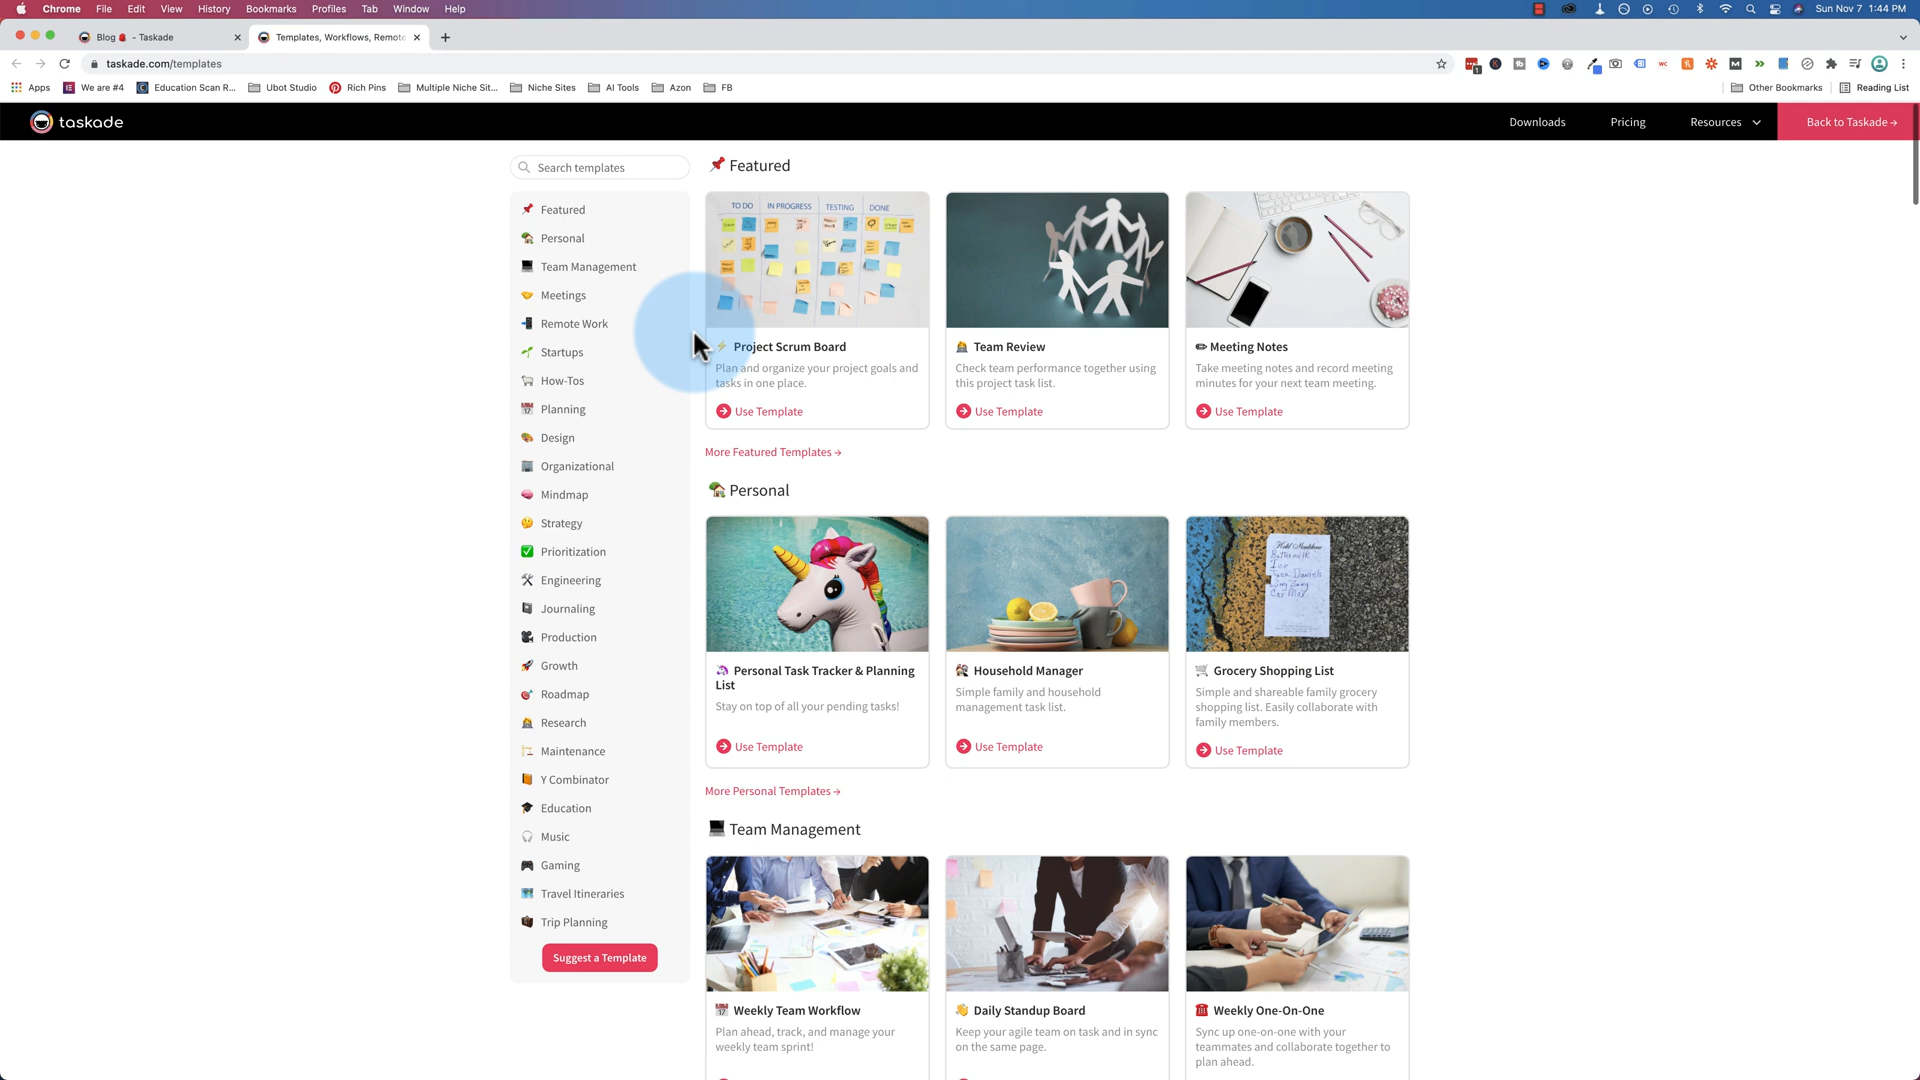 Chrome File Edit View History Bookmarks Profiles Tab Window Help
Sun Nov 7 1:44 PM
Blog - Taskade
Templates, Workflows, Remote
taskade.com/templates
Apps We are #4 Education Scan R... Ubot Studio Rich Pins Multiple Niche Sit... Niche Sites AI Tools Azon FB Other Bookmarks Reading List
taskade
Downloads Pricing Resources Back to Taskade →
Search templates
Featured
Personal
Team Management
Meetings
Remote Work
Startups
How-Tos
Planning
Design
Organizational
Mindmap
Strategy
Prioritization
Engineering
Journaling
Production
Growth
Roadmap
Research
Maintenance
Y Combinator
Education
Music
Gaming
Travel Itineraries
Trip Planning
Suggest a Template
Featured
TO DO IN PROGRESS TESTING DONE
Project Scrum Board
Plan and organize your project goals and
tasks in one place.
Use Template
Team Review
Check team performance together using
this project task list.
Use Template
Meeting Notes
Take meeting notes and record meeting
minutes for your next team meeting.
Use Template
More Featured Templates →
Personal
Personal Task Tracker & Planning
List
Stay on top of all your pending tasks!
Use Template
Household Manager
Simple family and household
management task list.
Use Template
Buttermilk
Ice
Jack Daniels
Car Max
Grocery Shopping List
Simple and shareable family grocery
shopping list. Easily collaborate with
family members.
Use Template
More Personal Templates →
Team Management
Weekly Team Workflow
Plan ahead, track, and manage your
weekly team sprint!
Daily Standup Board
Keep your agile team on task and in sync
on the same page.
Weekly One-On-One
Sync up one-on-one with your
teammates and collaborate together to
plan ahead.